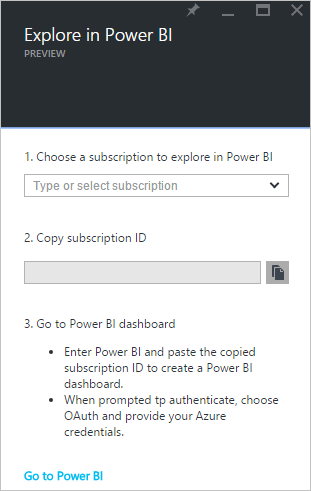 Explore in Power BI
PREVIEW
1. Choose a subscription to explore in Power BI
Type or select subscription
2. Copy subscription ID
3. Go to Power BI dashboard
• Enter Power BI and paste the copied
subscription ID to create a Power BI
dashboard.
• When prompted tp authenticate, choose
OAuth and provide your Azure
credentials.
Go to Power BI